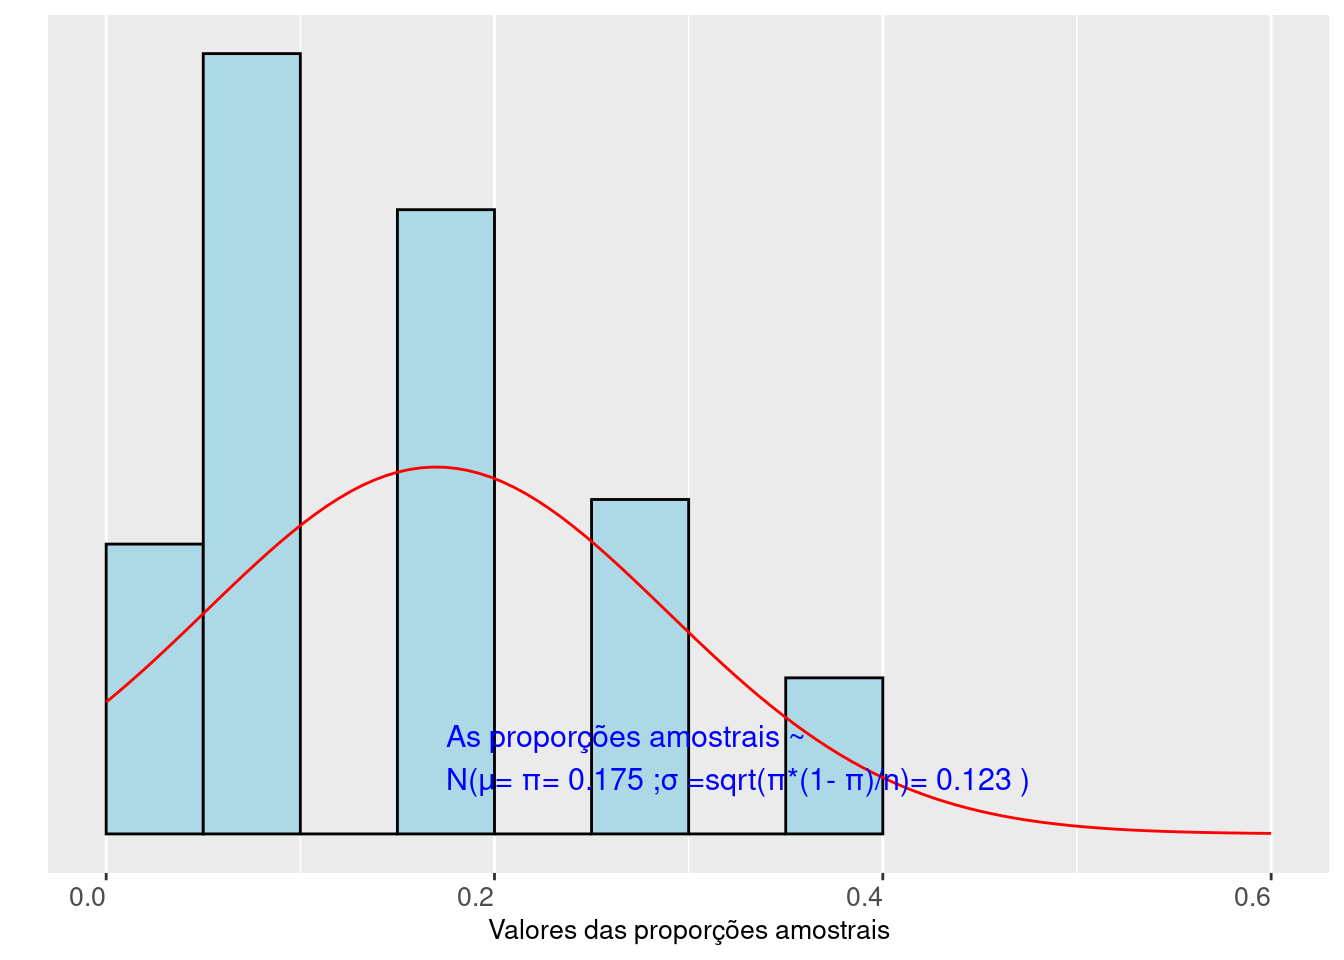 As proporções amostrais ~
N(μ= π= 0.175 ;σ =sqrt(π*(1- π)/n)= 0.123 )
0.0 0.2 0.4 0.6
Valores das proporções amostrais